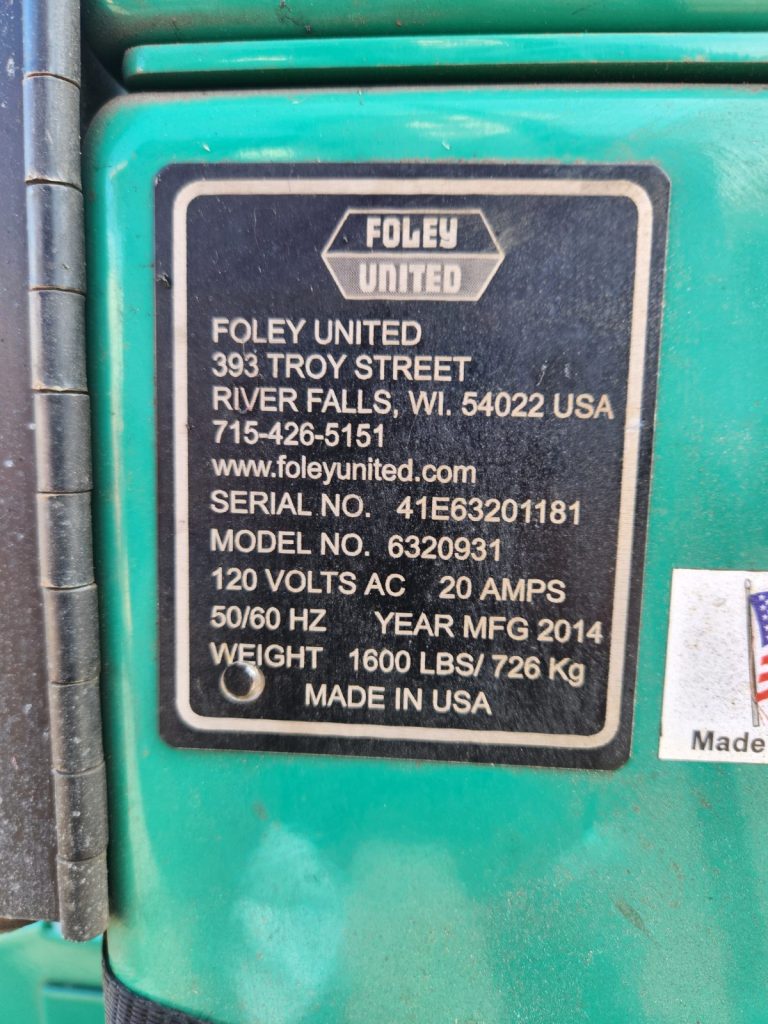 FOLEY
UNITED
FOLEY UNITED
393 TROY STREET
RIVER FALLS, WI. 54022 USA
715-426-5151
www.foleyunited.com
SERIAL NO. 41E63201181
MODEL NO. 6320931
120 VOLTS AC 20 AMPS
50/60 HZ YEAR MFG 2014
WEIGHT 1600 LBS/ 726 Kg
MADE IN USA
Made